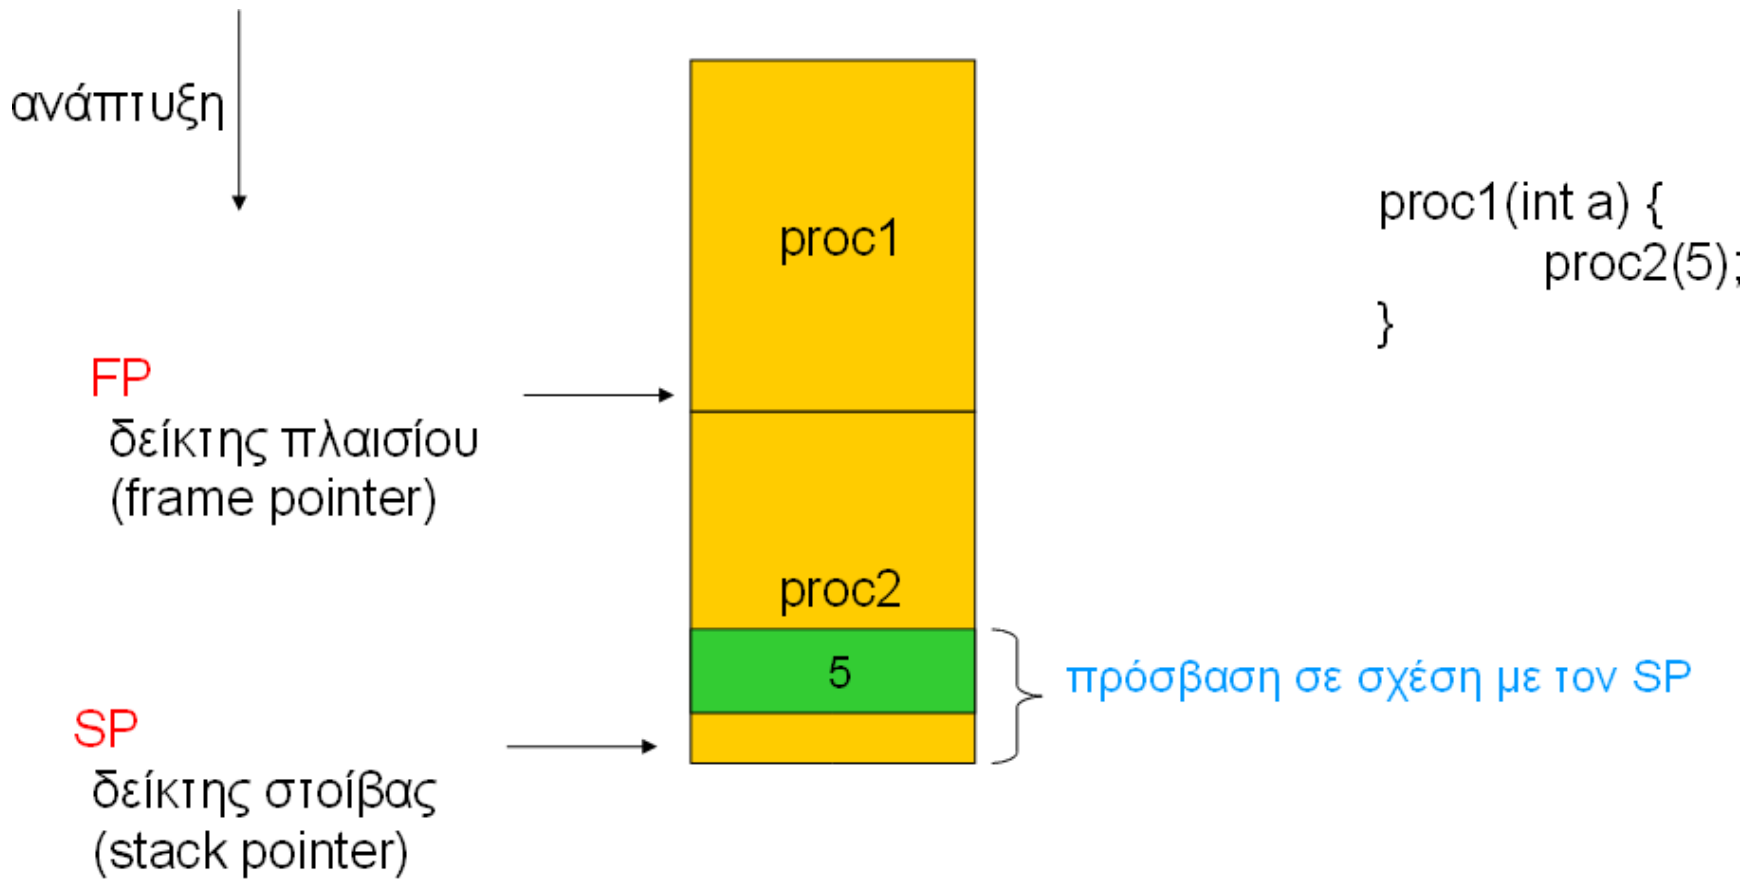 ανάπτυξη
proc1
proc1(int a) {
proc2(5);
}
FP
δείκτης πλαισίου
(frame pointer)
proc2
5
πρόσβαση σε σχέση με τον SP
SP
δείκτης στοίβας
(stack pointer)